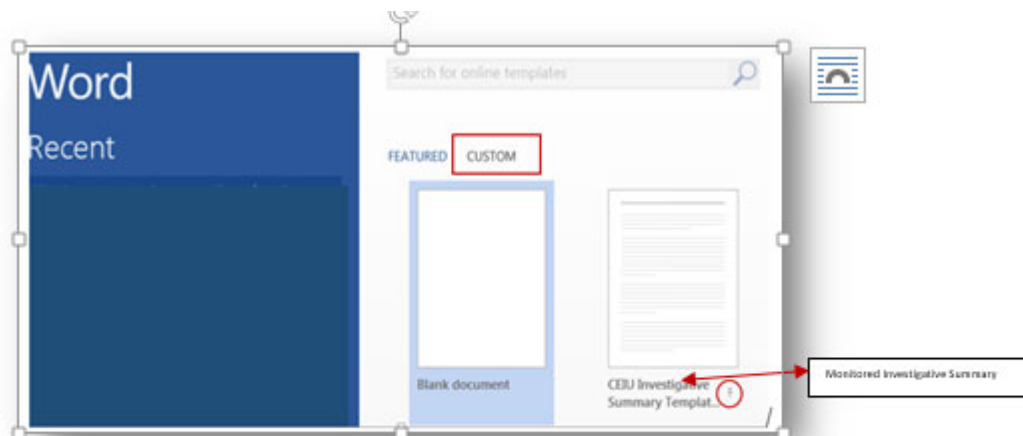 Word
Search for online templates
Recent
FEATURED CUSTOM
Blank document
CEIU Investigative
Summary Templat...
Monitored Investigative Summary